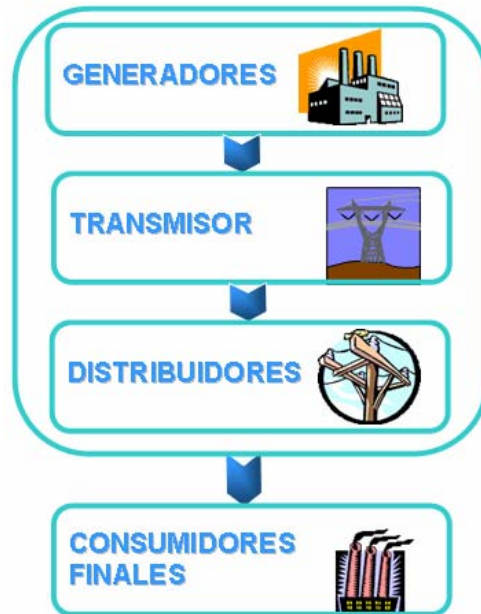 GENERADORES
TRANSMISOR
DISTRIBUIDORES
CONSUMIDORES
FINALES